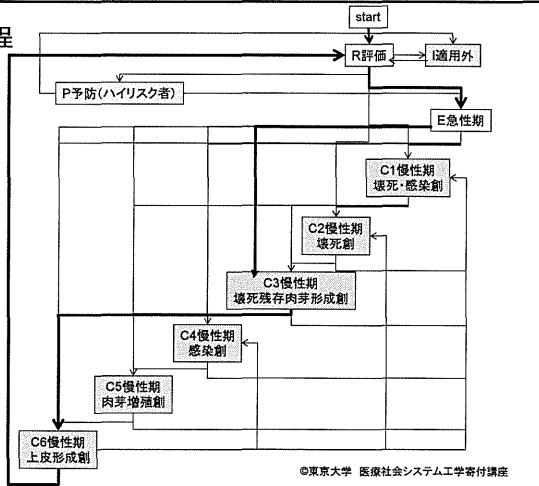 程
start
R評価
I適用外
P予防(ハイリスク者)
E急性期
C1慢性期
壊死・感染創
C2慢性期
壊死創
C3慢性期
壊死残存肉芽形成創
C4慢性期
感染創
C5慢性期
肉芽増殖創
C6慢性期
上皮形成創
©東京大学 医療社会システム工学寄付講座